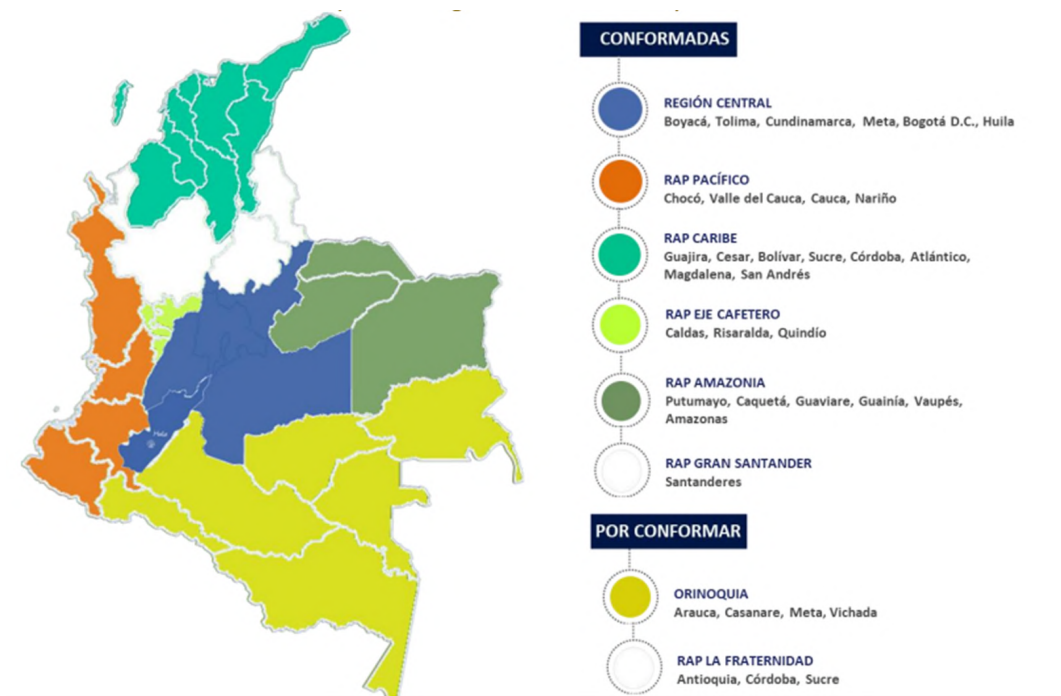 CONFORMADAS
REGIÓN CENTRAL
Boyacá, Tolima, Cundinamarca, Meta, Bogotá D.C., Huila
RAP PACÍFICO
Chocó, Valle del Cauca, Cauca, Nariño
RAP CARIBE
Guajira, Cesar, Bolívar, Sucre, Córdoba, Atlántico,
Magdalena, San Andrés
RAP EJE CAFETERO
Caldas, Risaralda, Quindío
RAP AMAZONIA
Putumayo, Caquetá, Guaviare, Guainía, Vaupés,
Amazonas
RAP GRAN SANTANDER
Santanderes
POR CONFORMAR
ORINOQUIA
Arauca, Casanare, Meta, Vichada
RAP LA FRATERNIDAD
Antioquia, Córdoba, Sucre
Huila